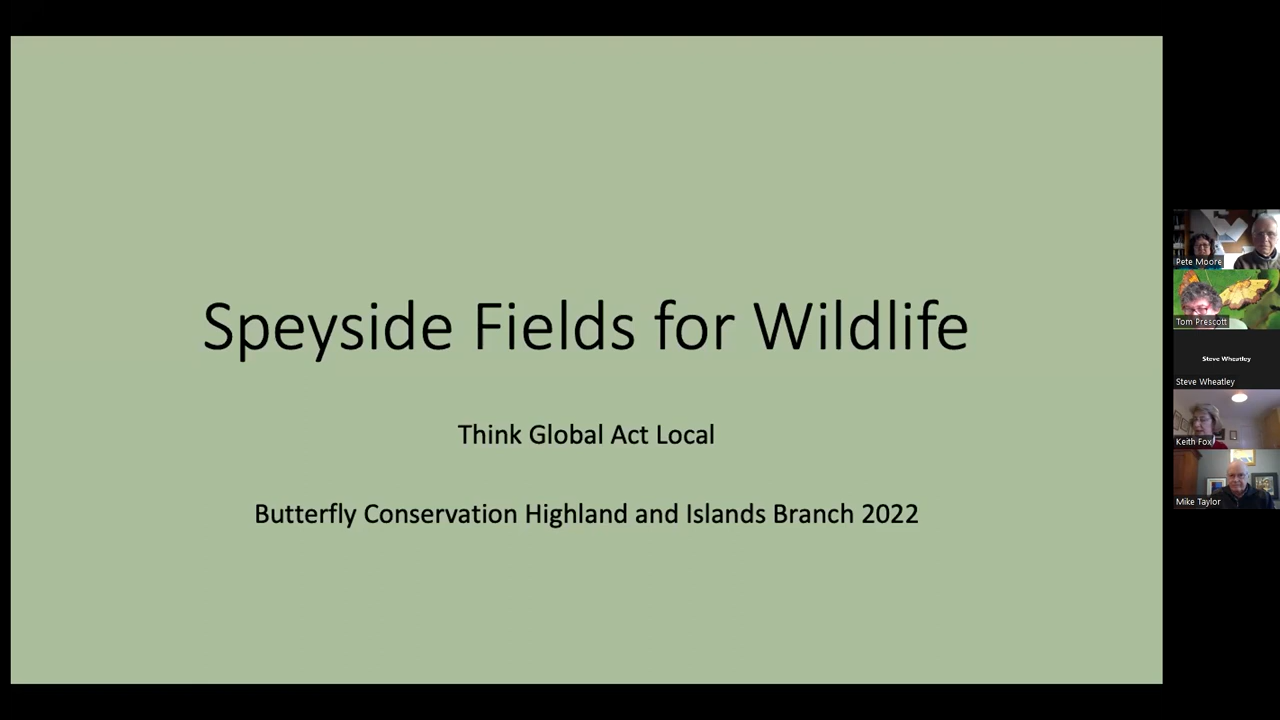 Speyside Fields for Wildlife
Think Global Act Local
Butterfly Conservation Highland and Islands Branch 2022
Pete Moore
Tom Prescott
Steve Wheatley
Steve Wheatley
Keith Fox
Mike Taylor